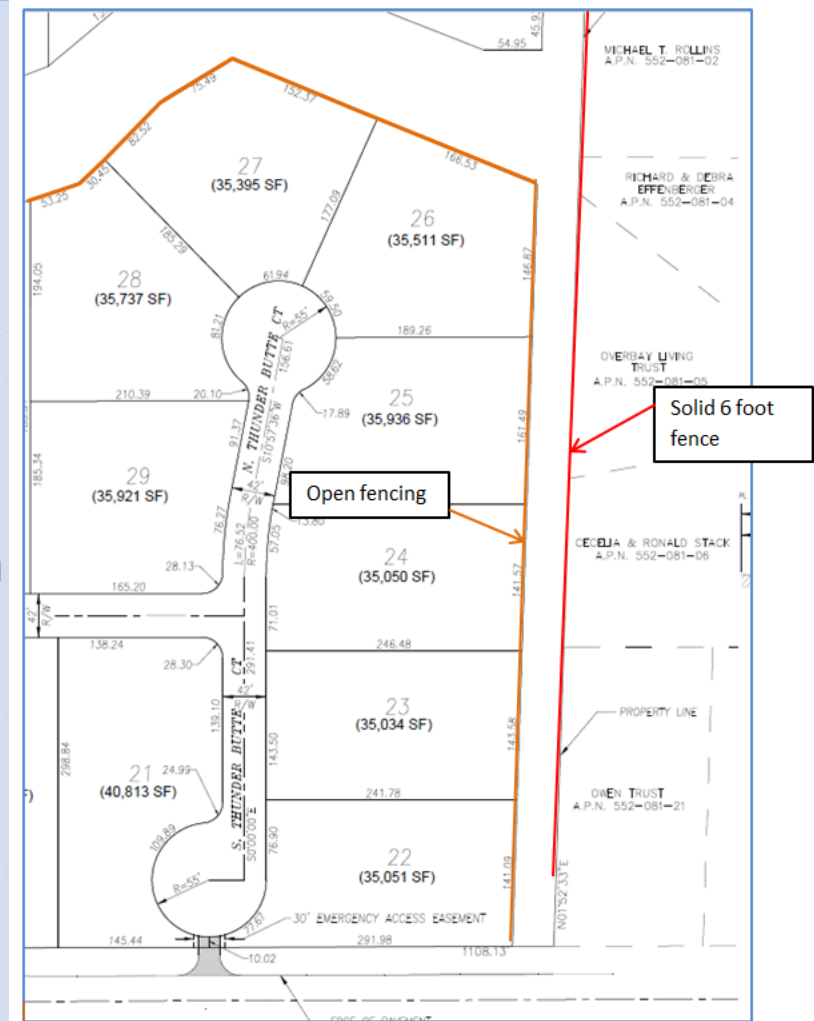 54.95
45.9
MICHAEL T. ROLLINS
A.P.N. 552-081-02
75.49
152.37
82.52
27
(35,395 SF)
166.53
30.45
53.25
177.09
RICHARD & DEBRA
EFFENBERGER
A.P.N. 552-081-04
26
(35,511 SF)
185.29
194.05
28
(35,737 SF)
61.94
59.50
R=55'
146.87
81.21
156.61
189.26
58.62
OVERBAY LIVING
TRUST
A.P.N. 552-081-05
210.39
20.10
17.89
25
(35,936 SF)
N. THUNDER BUTTE CT
S10°57'36"W
91.37
98.20
161.49
Solid 6 foot
fence
185.34
29
(35,921 SF)
42'
R/W
Open fencing
13.80
76.27
L=76.52
R=400.00
57.05
24
(35,050 SF)
141.57
CECELIA & RONALD STACK
A.P.N. 552-081-06
28.13
165.20
42'
R/W
71.01
138.24
246.48
28.30
291.41
42'
R/W
139.10
143.50
23
(35,034 SF)
143.58
PROPERTY LINE
298.84
21
(40,813 SF)
24.99
S. THUNDER BUTTE CT
S0°00'00"E
241.78
OWEN TRUST
A.P.N. 552-081-21
F)
109.89
R=55'
76.90
22
(35,051 SF)
141.09
N01°52'33"E
77.67
30' EMERGENCY ACCESS EASEMENT
145.44
10.02
291.98
1108.13'
EDGE OF PAVEMENT